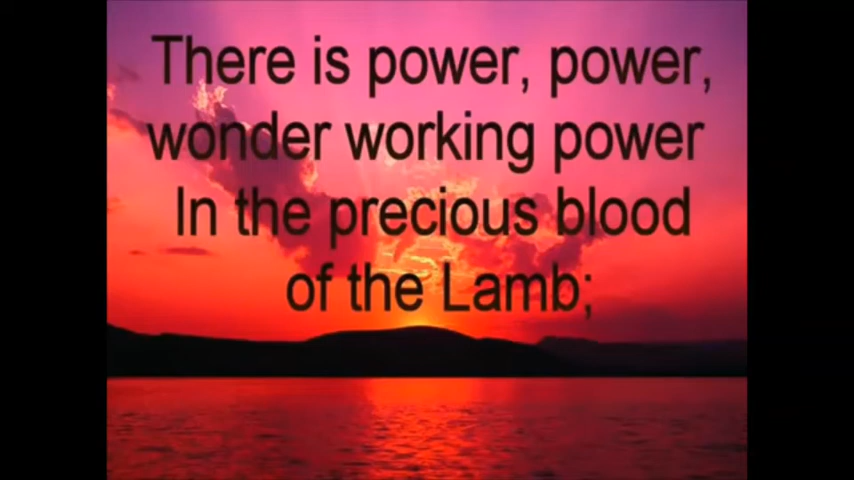 There is power, power,
wonder working power
In the precious blood
of the Lamb;